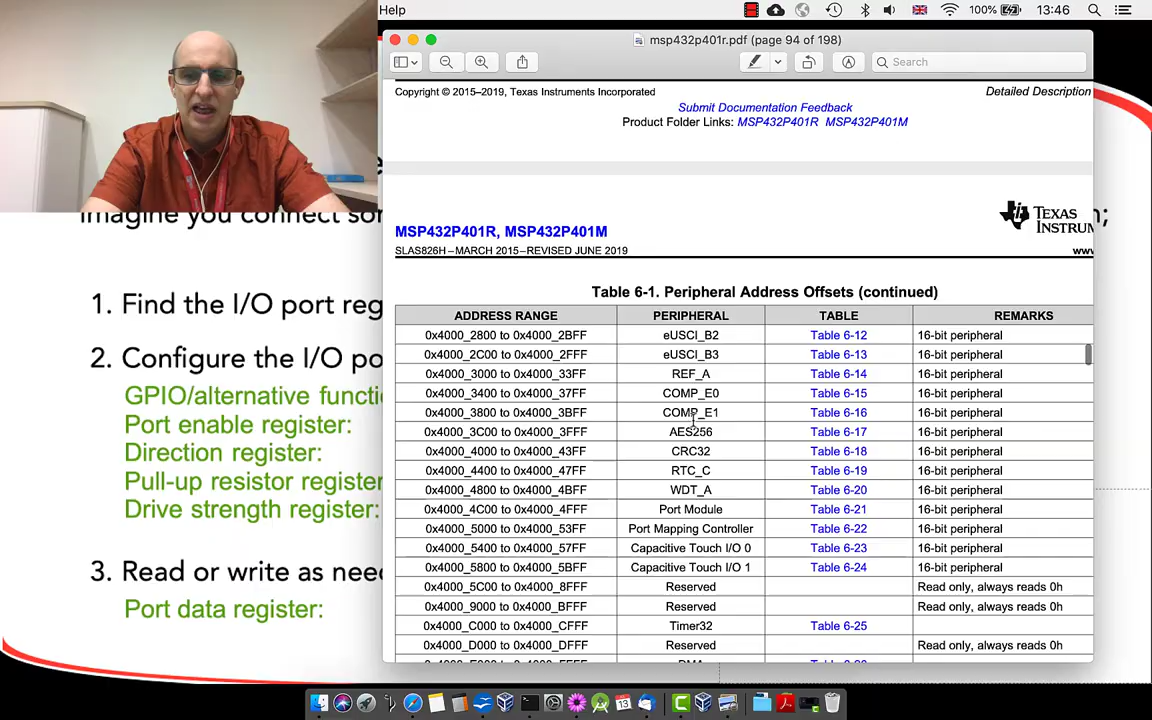 Help
100%
13:46
msp432p401r.pdf (page 94 of 198)
Search
Copyright © 2015–2019, Texas Instruments Incorporated
Detailed Description
Submit Documentation Feedback
Product Folder Links: MSP432P401R MSP432P401M
TEXAS
INSTRUM
MSP432P401R, MSP432P401M
SLAS826H – MARCH 2015 – REVISED JUNE 2019
www
Table 6-1. Peripheral Address Offsets (continued)
ADDRESS RANGE PERIPHERAL TABLE REMARKS
0x4000_2800 to 0x4000_2BFF eUSCI_B2 Table 6-12 16-bit peripheral
0x4000_2C00 to 0x4000_2FFF eUSCI_B3 Table 6-13 16-bit peripheral
0x4000_3000 to 0x4000_33FF REF_A Table 6-14 16-bit peripheral
0x4000_3400 to 0x4000_37FF COMP_E0 Table 6-15 16-bit peripheral
0x4000_3800 to 0x4000_3BFF COMP_E1 Table 6-16 16-bit peripheral
0x4000_3C00 to 0x4000_3FFF AES256 Table 6-17 16-bit peripheral
0x4000_4000 to 0x4000_43FF CRC32 Table 6-18 16-bit peripheral
0x4000_4400 to 0x4000_47FF RTC_C Table 6-19 16-bit peripheral
0x4000_4800 to 0x4000_4BFF WDT_A Table 6-20 16-bit peripheral
0x4000_4C00 to 0x4000_4FFF Port Module Table 6-21 16-bit peripheral
0x4000_5000 to 0x4000_53FF Port Mapping Controller Table 6-22 16-bit peripheral
0x4000_5400 to 0x4000_57FF Capacitive Touch I/O 0 Table 6-23 16-bit peripheral
0x4000_5800 to 0x4000_5BFF Capacitive Touch I/O 1 Table 6-24 16-bit peripheral
0x4000_5C00 to 0x4000_8FFF Reserved Read only, always reads 0h
0x4000_9000 to 0x4000_BFFF Reserved Read only, always reads 0h
0x4000_C000 to 0x4000_CFFF Timer32 Table 6-25
0x4000_D000 to 0x4000_DFFF Reserved Read only, always reads 0h
Imagine you connect
1. Find the I/O port reg
2. Configure the I/O po
GPIO/alternative functi
Port enable register:
Direction register:
Pull-up resistor register
Drive strength register:
3. Read or write as need
Port data register:
13